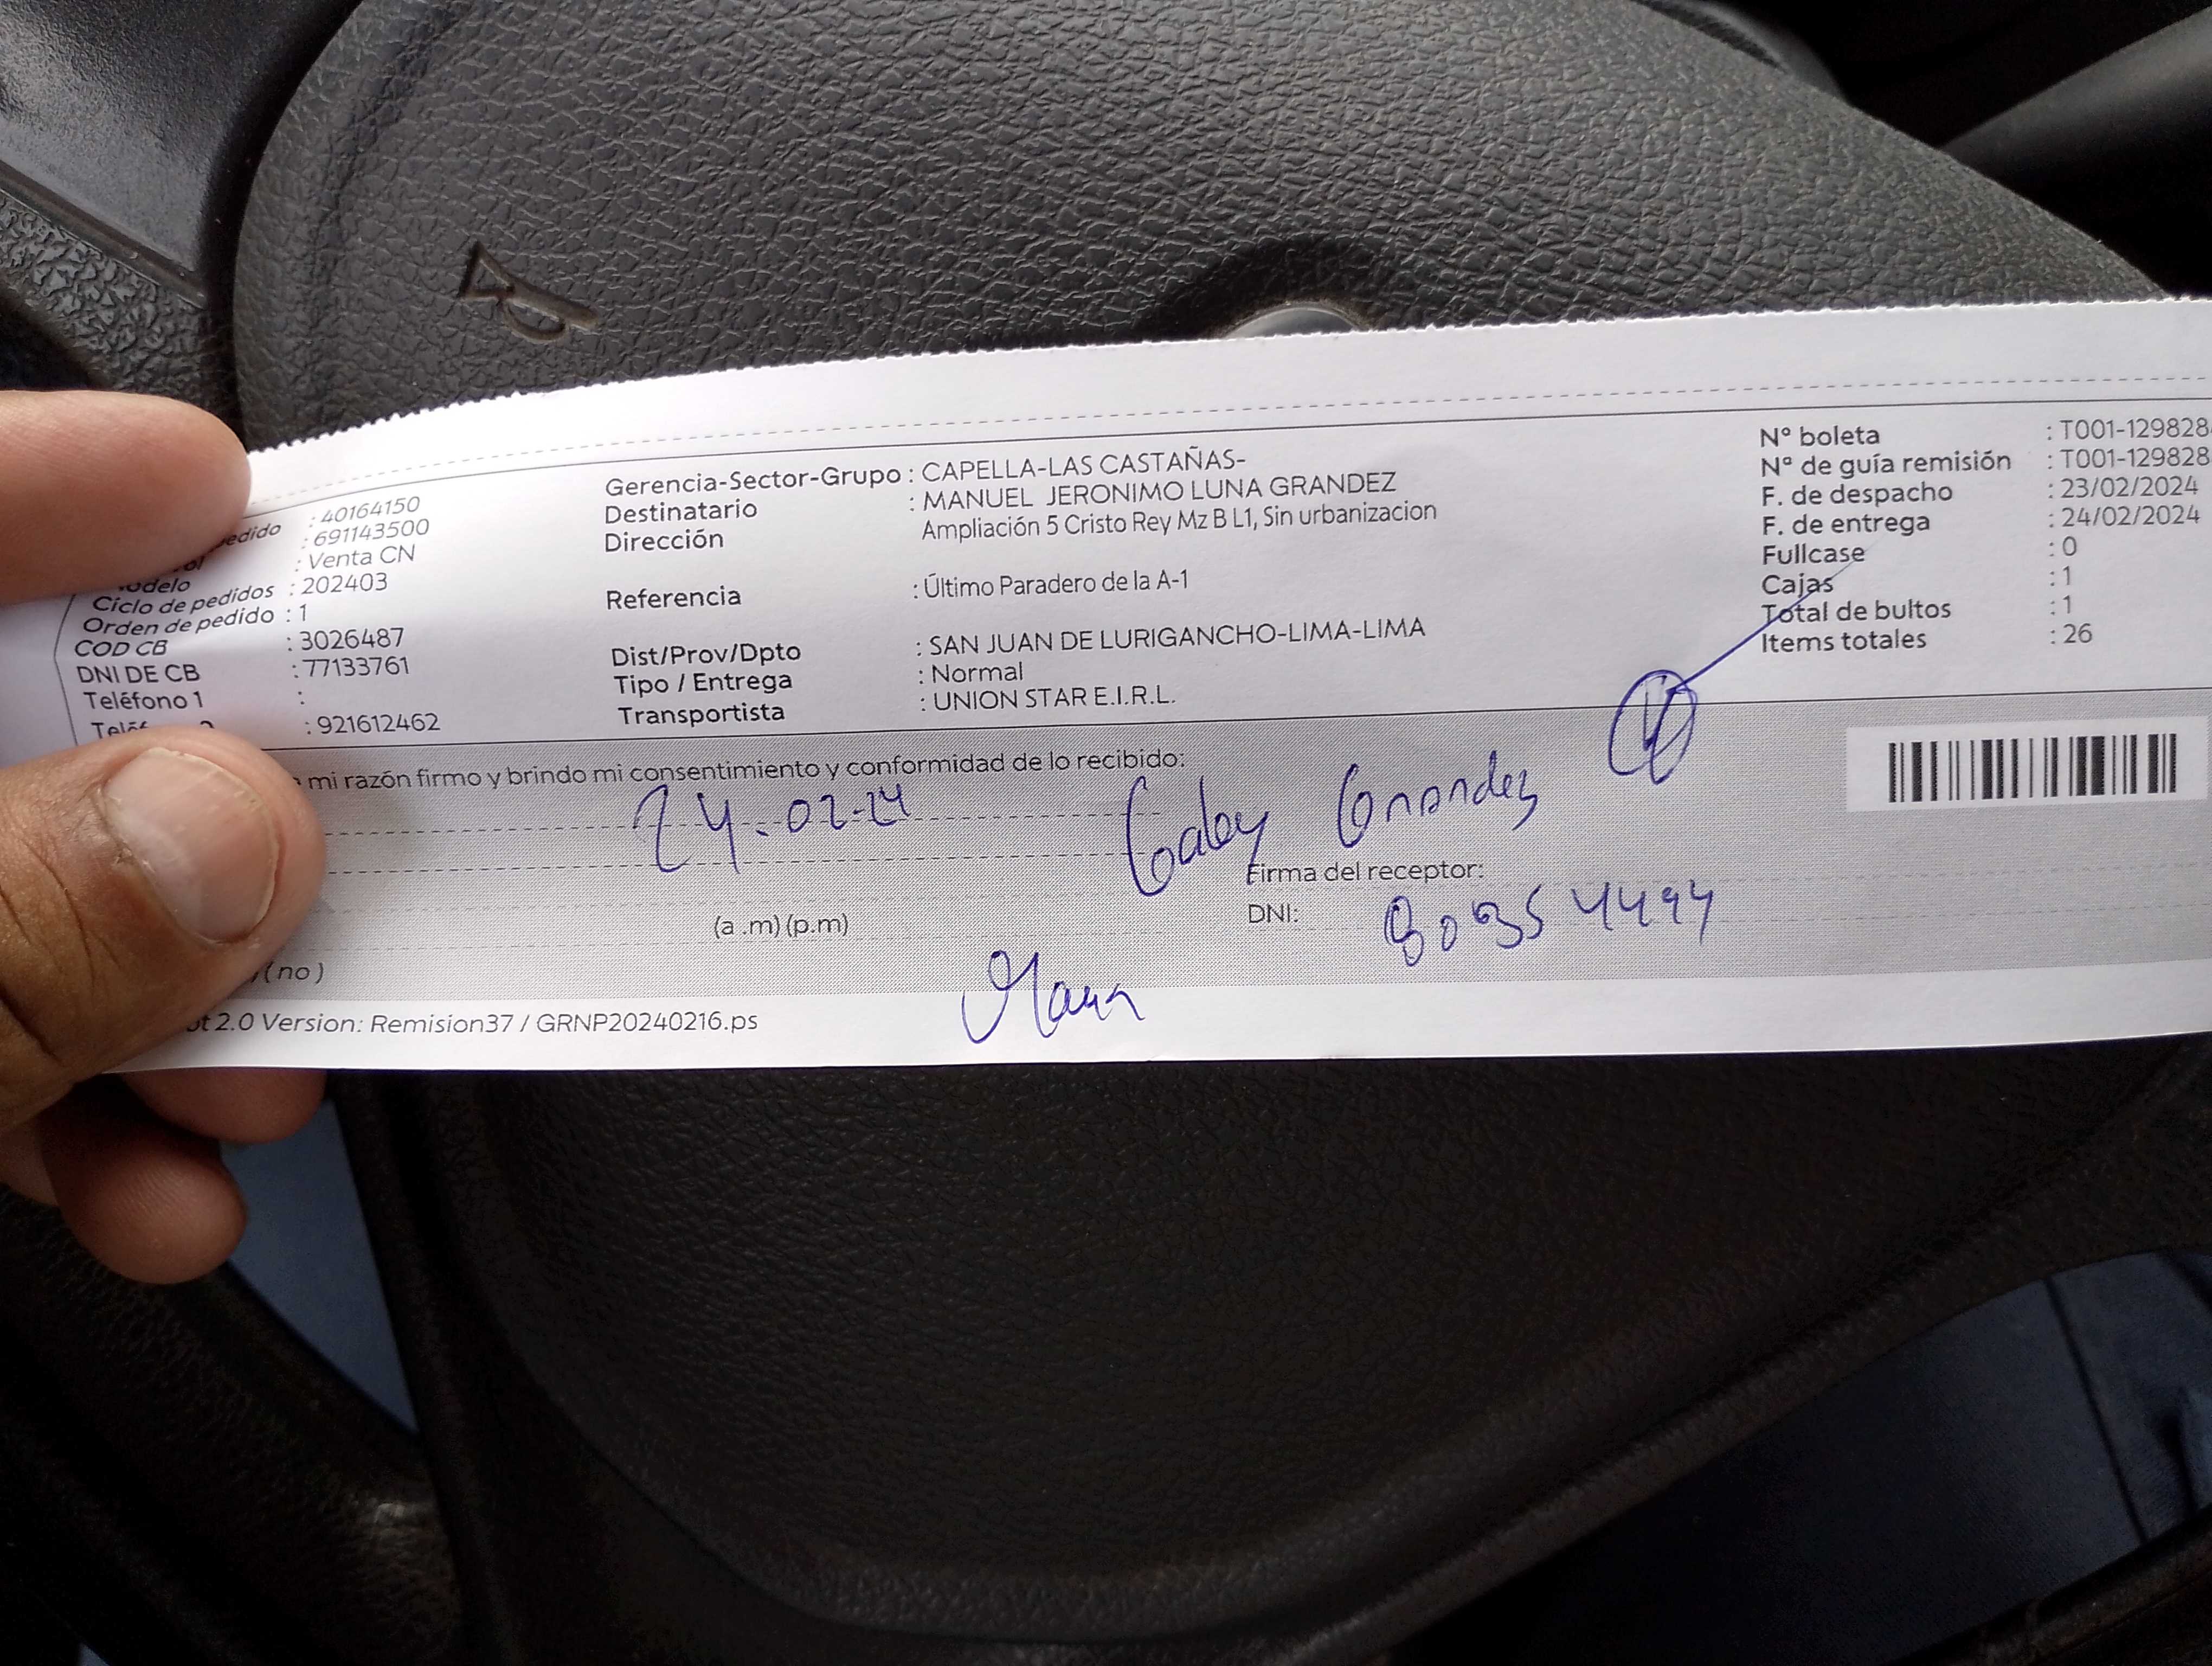 edido : 40164150
: 691143500
: Venta CN
Ciclo de pedidos : 202403
Orden de pedido : 1
COD CB : 3026487
DNI DE CB : 77133761
Teléfono 1 :
: 921612462
Gerencia-Sector-Grupo : CAPELLA-LAS CASTAÑAS-
Destinatario : MANUEL JERONIMO LUNA GRANDEZ
Dirección Ampliación 5 Cristo Rey Mz B L1, Sin urbanizacion
Referencia : Último Paradero de la A-1
Dist/Prov/Dpto : SAN JUAN DE LURIGANCHO-LIMA-LIMA
Tipo / Entrega : Normal
Transportista : UNION STAR E.I.R.L.
Nº boleta : T001-129828
Nº de guía remisión : T001-129828
F. de despacho : 23/02/2024
F. de entrega : 24/02/2024
Fullcase : 0
Cajas : 1
Total de bultos : 1
Items totales : 26
mi razón firmo y brindo mi consentimiento y conformidad de lo recibido:
24.02-24
Gaby Grandez
Firma del receptor:
(a .m) (p.m)
DNI:
(no)
2.0 Version: Remision37 / GRNP20240216.ps